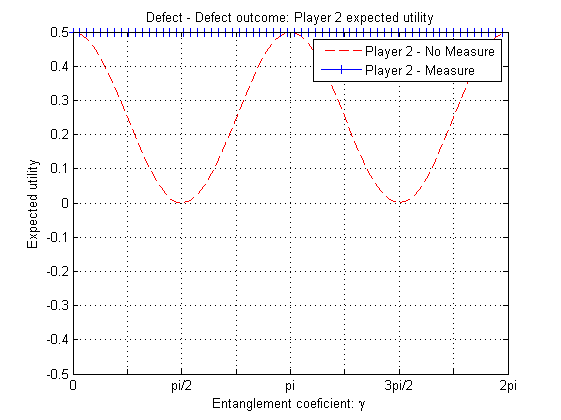 Defect - Defect outcome: Player 2 expected utility
Player 2 - No Measure
Player 2 - Measure
Expected utility
0.5
0.4
0.3
0.2
0.1
0
-0.1
-0.2
-0.3
-0.4
-0.5
0 pi/2 pi 3pi/2 2pi
Entanglement coeficient: γ